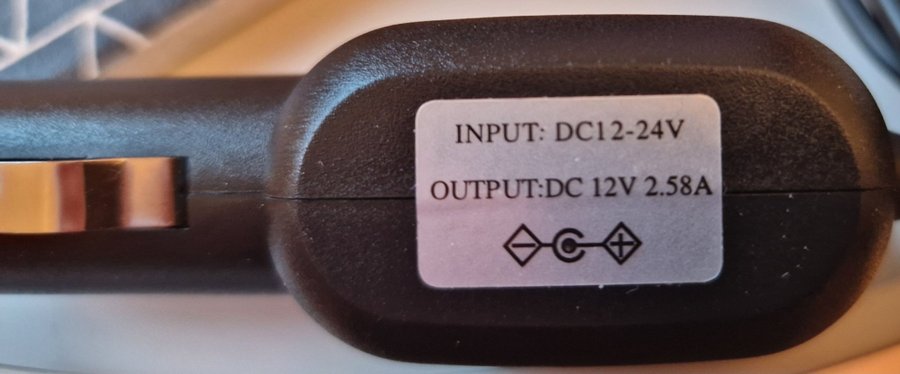 INPUT: DC12-24V
OUTPUT:DC 12V 2.58A